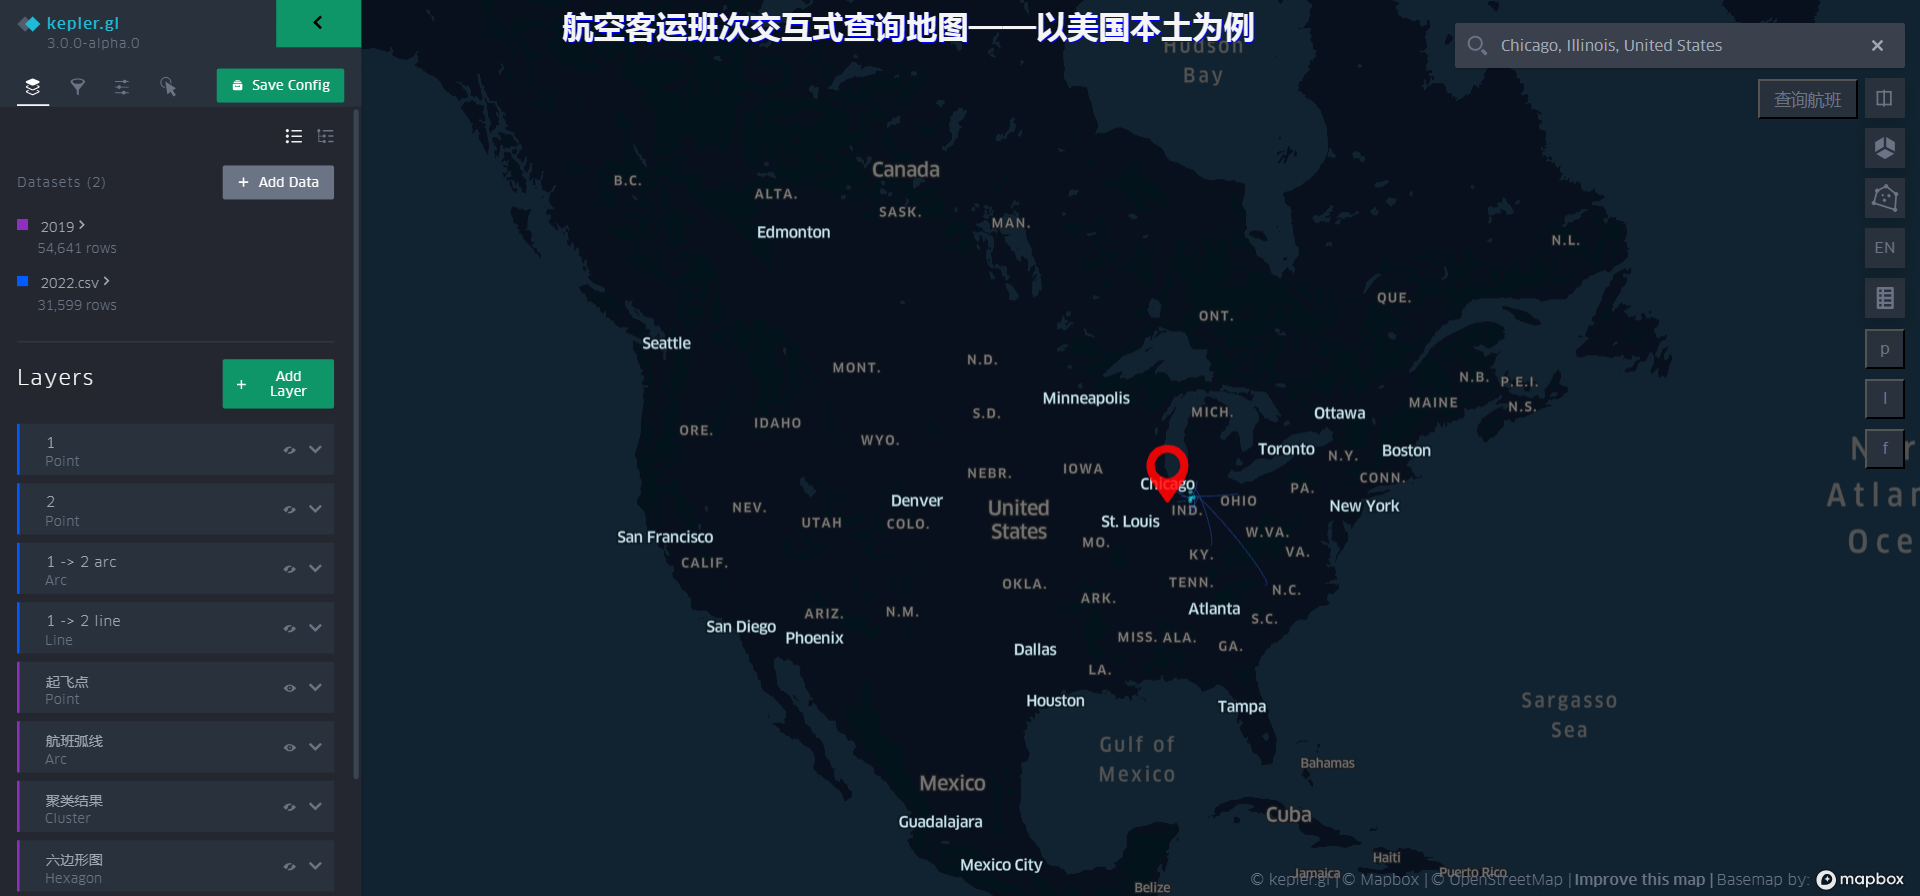 kepler.gl
3.0.0-alpha.0
Save Config
Datasets (2)
+ Add Data
2019
54,641 rows
2022.csv
31,599 rows
Layers
+ Add Layer
1
Point
2
Point
1 -> 2 arc
Arc
1 -> 2 line
Line
起飞点
Point
航班弧线
Arc
聚类结果
Cluster
六边形图
Hexagon
航空客运班次交互式查询地图——以美国本土为例
Chicago, Illinois, United States
查询航班
EN
p
l
f
Hudson
Bay
Canada
B.C.
ALTA.
SASK.
MAN.
Edmonton
N.L.
QUE.
ONT.
Seattle
MONT.
N.D.
N.B.
P.E.I.
Minneapolis
MAINE
N.S.
S.D.
MICH.
Ottawa
ORE.
IDAHO
WYO.
Toronto
N.Y.
Boston
NEBR.
IOWA
CONN.
Chicago
PA.
Denver
OHIO
New York
NEV.
UTAH
COLO.
United
States
IND.
St. Louis
San Francisco
MO.
W.VA.
VA.
CALIF.
KY.
OKLA.
TENN.
N.C.
ARK.
Atlanta
ARIZ.
N.M.
S.C.
San Diego
Phoenix
MISS.
ALA.
GA.
Dallas
LA.
Houston
Tampa
Sargasso
Sea
Gulf of
Mexico
Bahamas
Mexico
Cuba
Guadalajara
Haiti
Mexico City
Jamaica
Puerto Rico
Belize
© kepler.gl | © Mapbox | © OpenStreetMap | Improve this map | Basemap by: mapbox